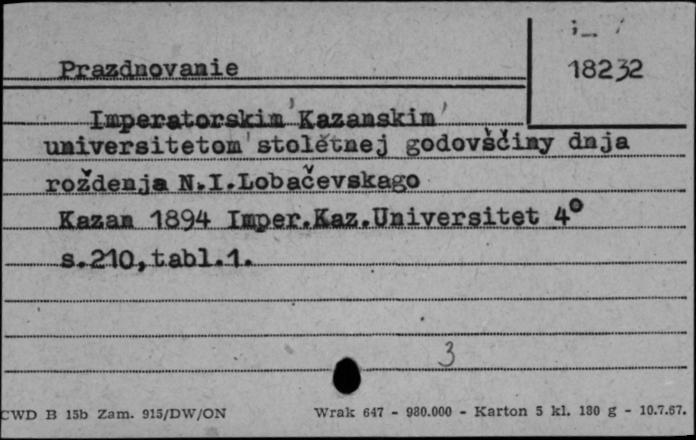 Prazdnovanie
18232
Imperatorskim Kazanskim
universitetom stolětnej godovščiny dnja
roždenja N.I.Lobačevskago
Kazan 1894 Imper.Kaz.Universitet 4°
s.210,tabl.1.
3
CWD B 15b Zam. 915/DW/ON Wrak 647 - 980.000 - Karton 5 kl. 180 g - 10.7.67.